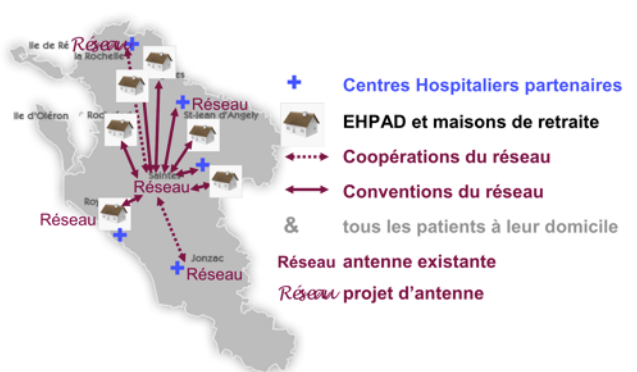 Ile de Ré
Réseau
la Rochelle
Réseau
Ile d'Oléron
St-Jean d'Angely
Saintes
Réseau
Réseau
Jonzac
Réseau
Centres Hospitaliers partenaires
EHPAD et maisons de retraite
Coopérations du réseau
Conventions du réseau
& tous les patients à leur domicile
Réseau antenne existante
Réseau projet d'antenne